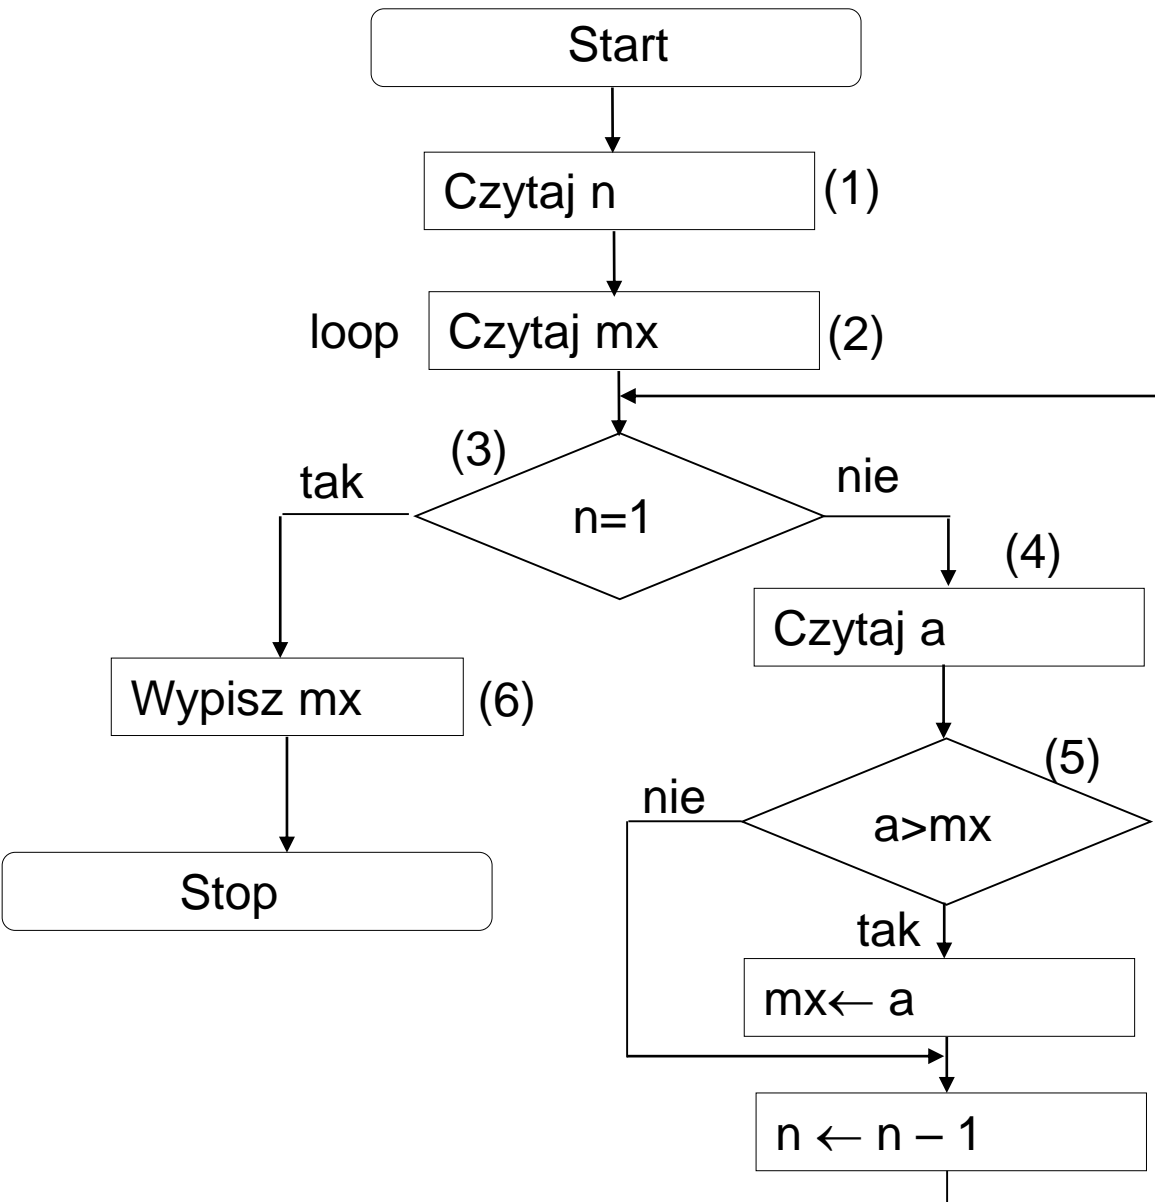 Start
Czytaj n (1)
loop Czytaj mx (2)
(3)
tak nie
n=1
(4)
Czytaj a
Wypisz mx (6)
(5)
nie
a>mx
Stop
tak
mx← a
n ← n – 1